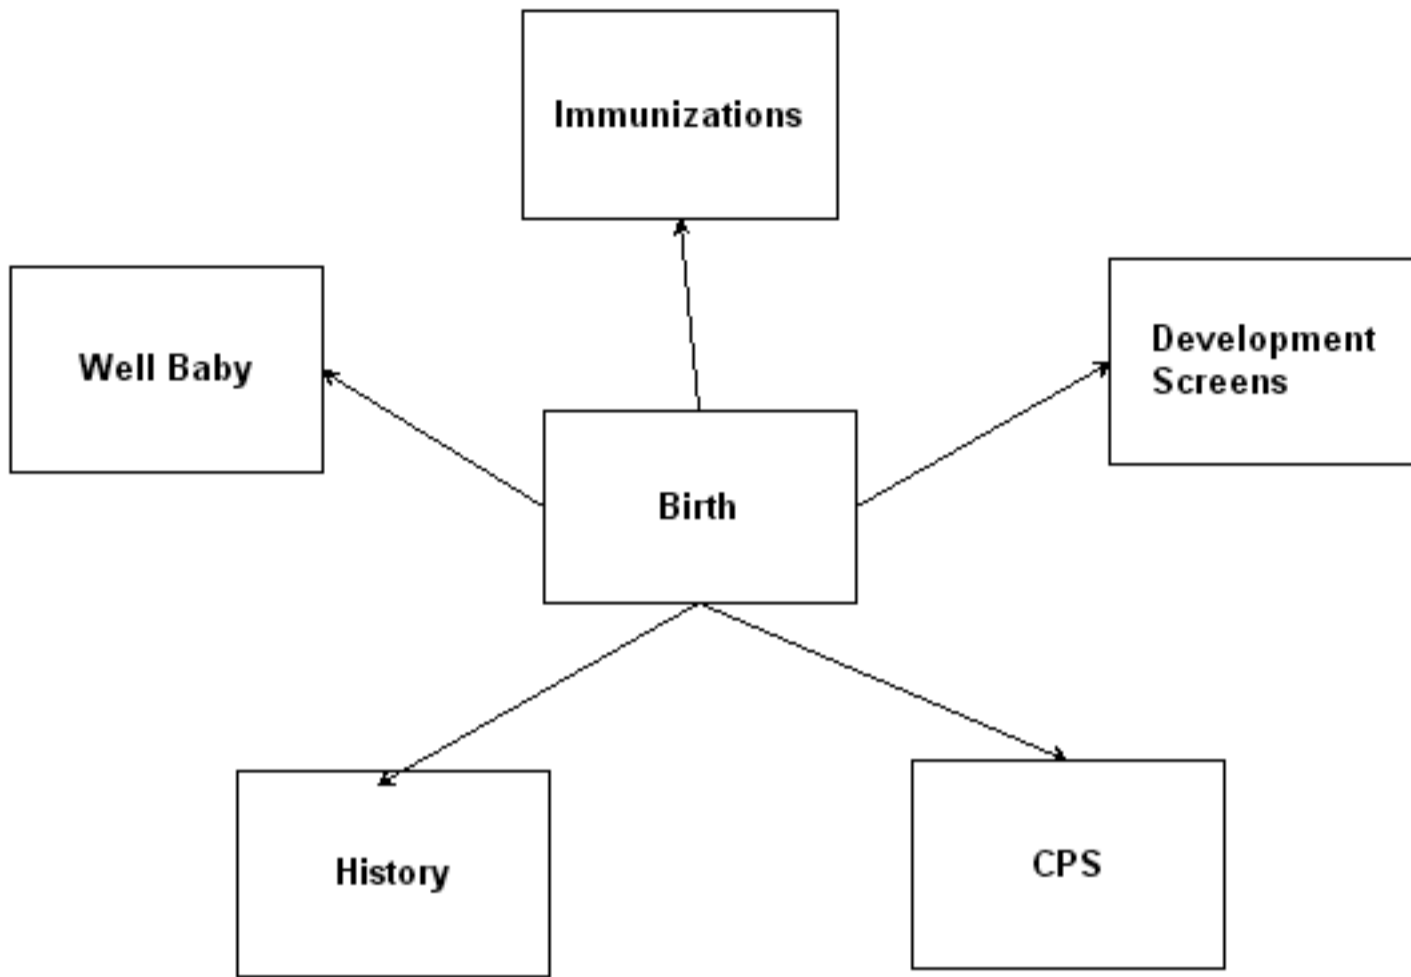 Immunizations
Well Baby
Development
Screens
Birth
History
CPS